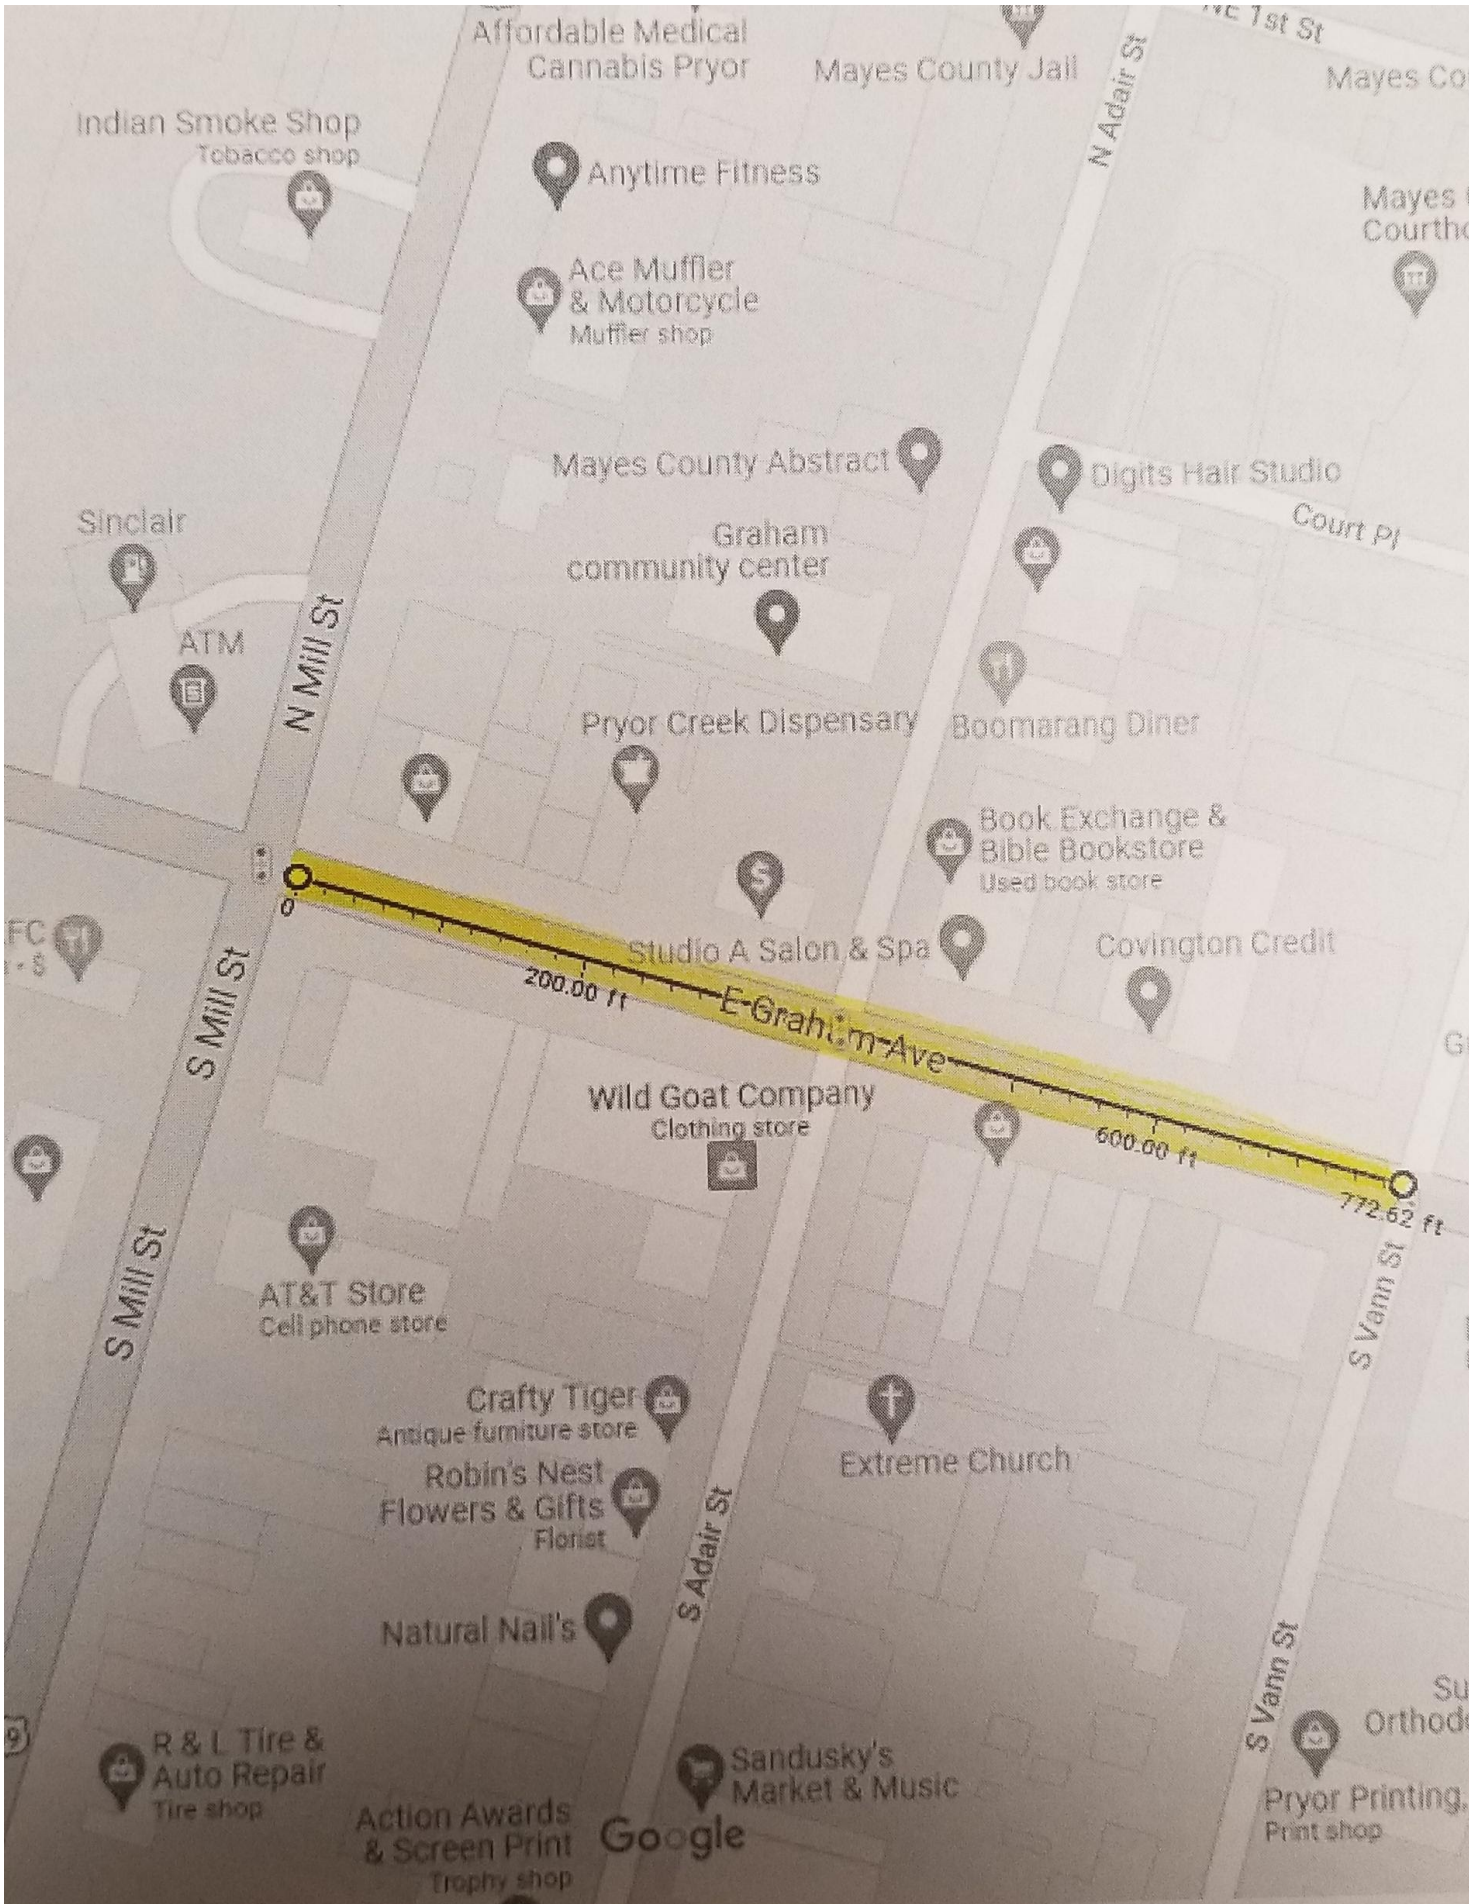 Affordable Medical
Cannabis Pryor
Mayes County Jail
N Adair St
NE 1st St
Mayes
Indian Smoke Shop
Tobacco shop
Anytime Fitness
Mayes
Ace Muffler
& Motorcycle
Muffler shop
Mayes County Abstract
Digits Hair Studio
Court Pl
Sinclair
Graham
community center
ATM
N Mill St
Pryor Creek Dispensary
Boomarang Diner
Book Exchange &
Bible Bookstore
Used book store
0
FC
Studio A Salon & Spa
Covington Credit
200.00 ft
E Graham Ave
S Mill St
Wild Goat Company
Clothing store
600.00 ft
772.62 ft
S Vann St
S Mill St
AT&T Store
Cell phone store
Crafty Tiger
Antique furniture store
Extreme Church
Robin's Nest
Flowers & Gifts
Florist
S Adair St
Natural Nail's
S Vann St
9
R & L Tire &
Auto Repair
Tire shop
Sandusky's
Market & Music
Pryor Printing,
Print shop
Action Awards
& Screen Print
Trophy shop
Google